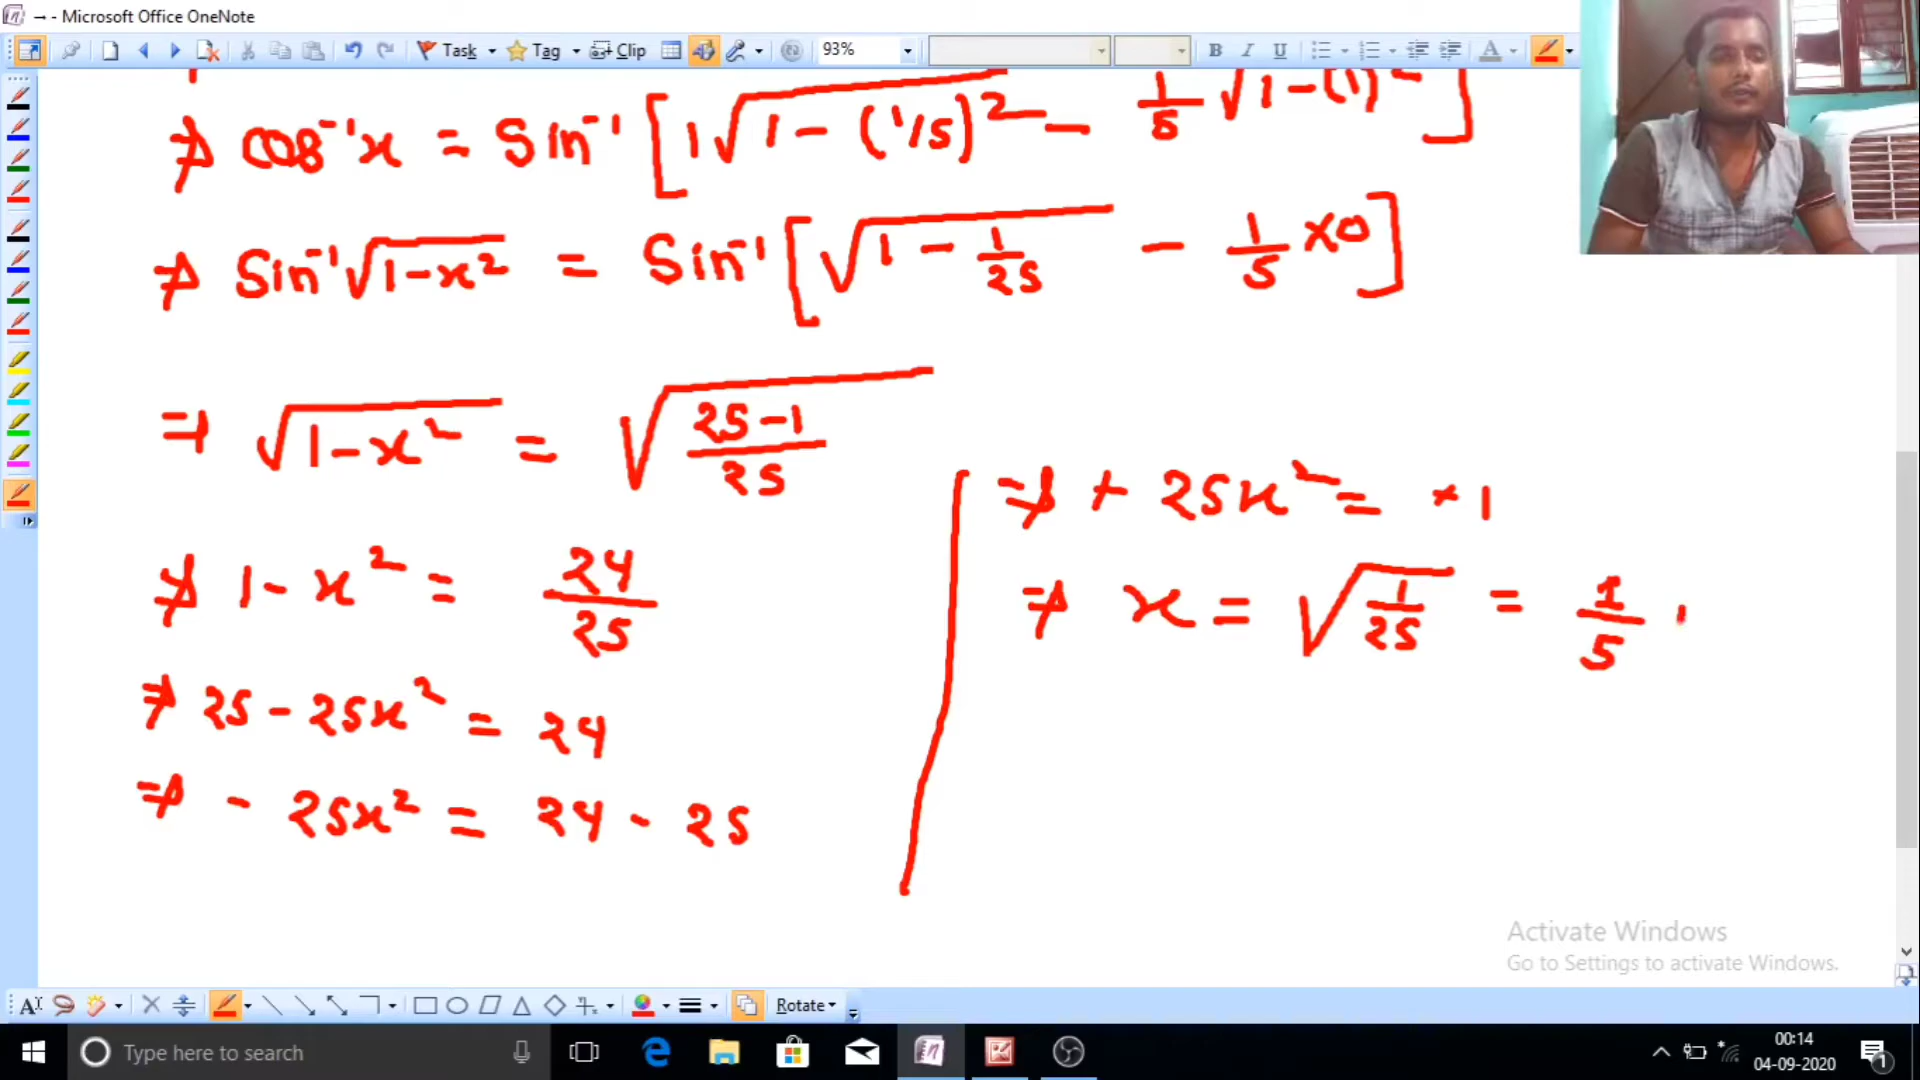 → - Microsoft Office OneNote
Task Tag Clip 93% B I U A
⇒ cos⁻¹x = Sin⁻¹ [1√(1 - (1/5)²) - 1/5 √(1-(1)²)]
⇒ Sin⁻¹√(1-x²) = Sin⁻¹ [√(1 - 1/25) - 1/5 ×0]
⇒ √(1-x²) = √((25-1)/25)
⇒ 1 - x² = 24/25
⇒ 25 - 25x² = 24
⇒ - 25x² = 24 - 25
⇒ + 25x² = +1
⇒ x = √(1/25) = 1/5
Activate Windows
Go to Settings to activate Windows.
Rotate
Type here to search
00:14
04-09-2020
1